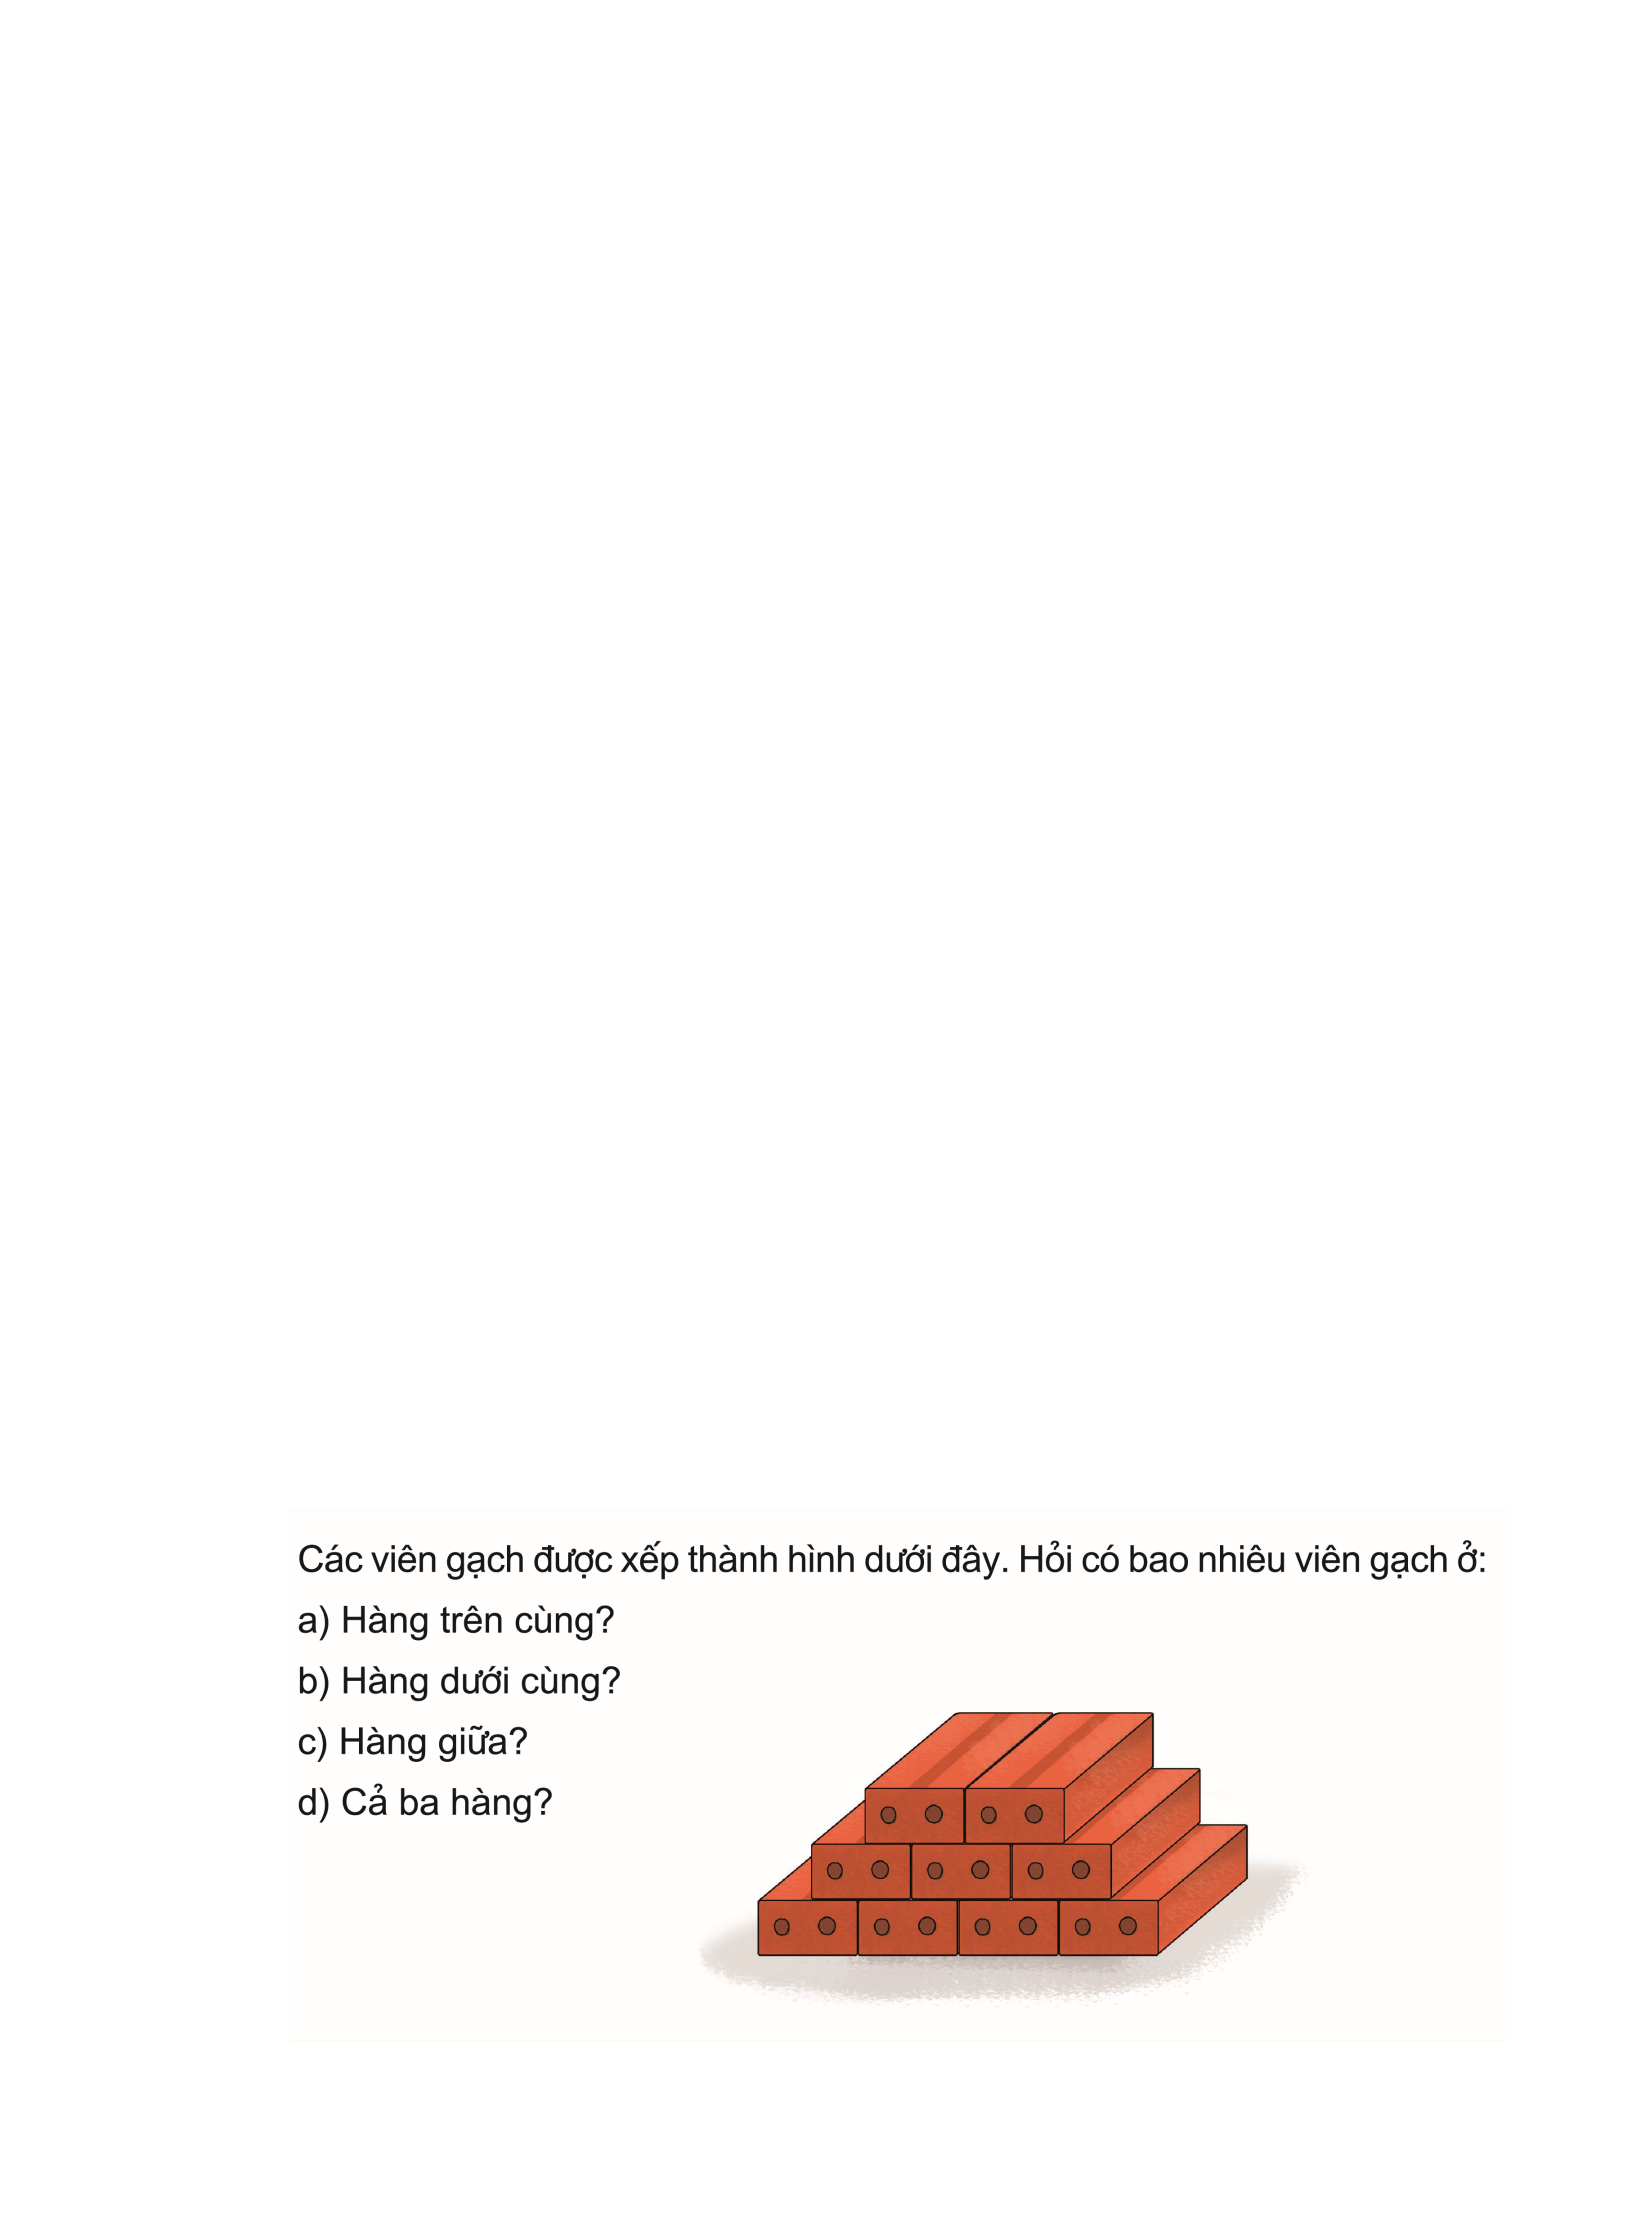 Các viên gạch được xếp thành hình dưới đây. Hỏi có bao nhiêu viên gạch ở:
a) Hàng trên cùng?
b) Hàng dưới cùng?
c) Hàng giữa?
d) Cả ba hàng?